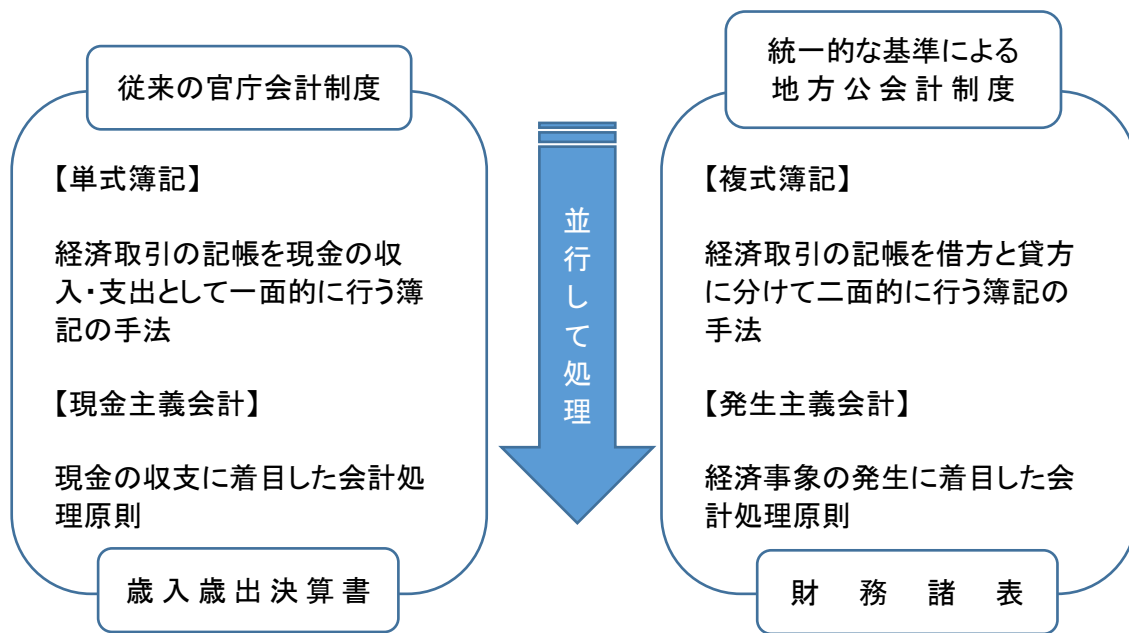 従来の官庁会計制度
【単式簿記】
経済取引の記帳を現金の収
入・支出として一面的に行う簿
記の手法
【現金主義会計】
現金の収支に着目した会計処
理原則
歳入歳出決算書
並行して処理
統一的な基準による
地方公会計制度
【複式簿記】
経済取引の記帳を借方と貸方
に分けて二面的に行う簿記の
手法
【発生主義会計】
経済事象の発生に着目した会
計処理原則
財務諸表